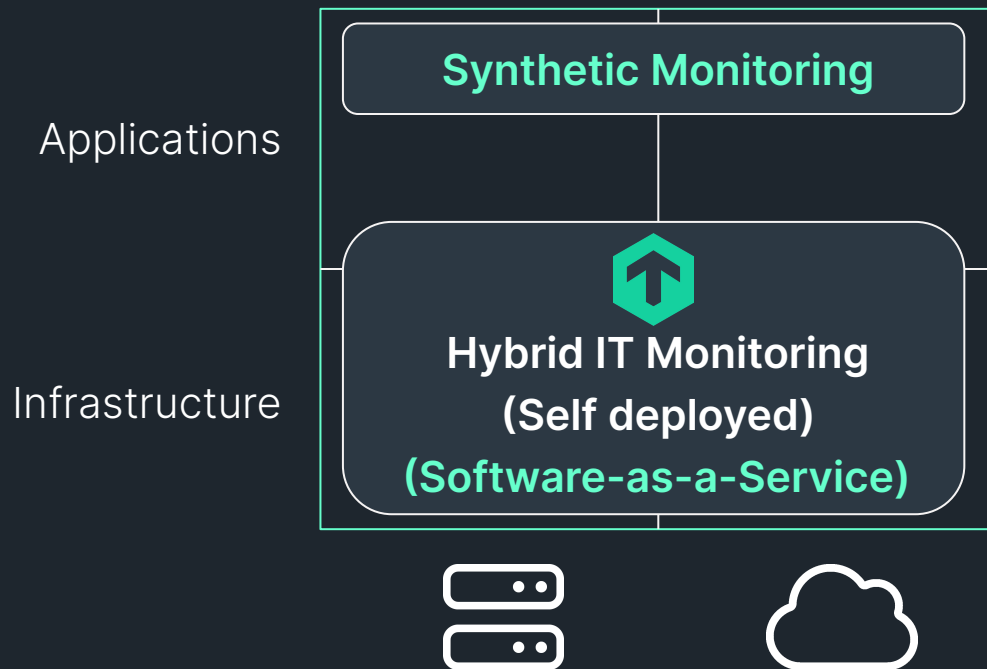 Synthetic Monitoring
Applications
Hybrid IT Monitoring
(Self deployed)
Infrastructure
(Software-as-a-Service)